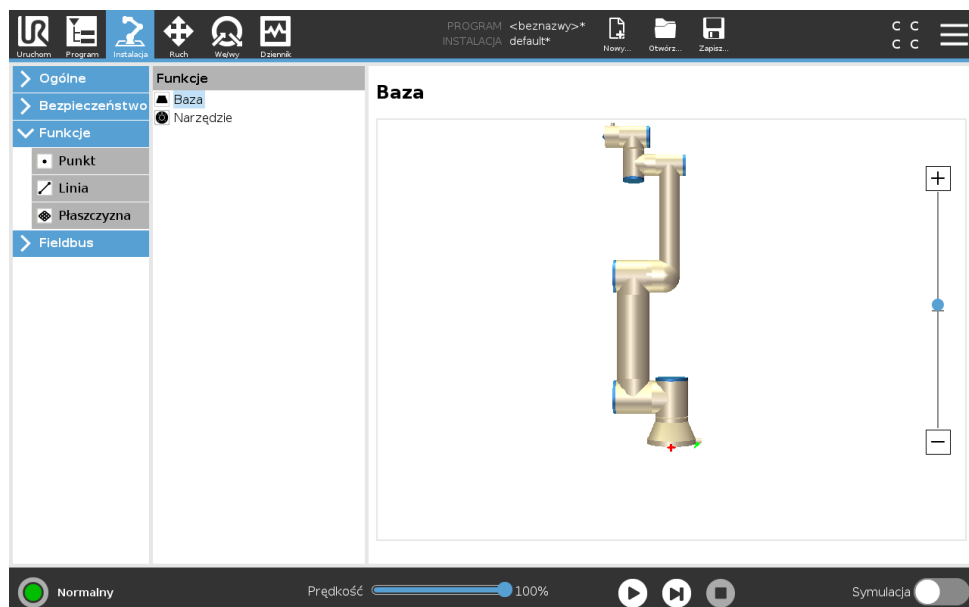 UR
PROGRAM <beznazwy>*
INSTALACJA default*
C C
C C
Uruchom Program Instalacja Ruch We/wy Dziennik Nowy... Otwórz... Zapisz...
Ogólne
Bezpieczeństwo
Funkcje
Punkt
Linia
Płaszczyzna
Fieldbus
Funkcje
Baza
Narzędzie
Baza
Normalny
Prędkość 100%
Symulacja